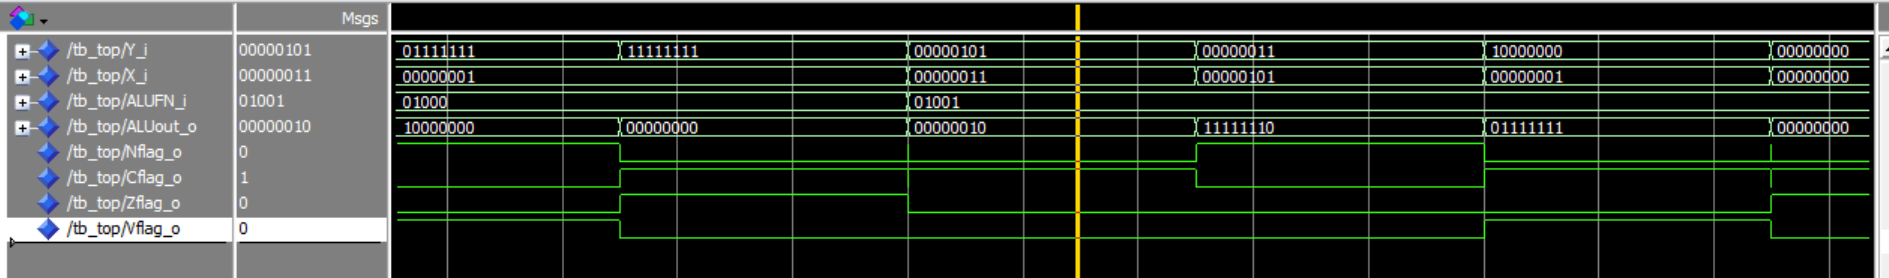 Msgs
/tb_top/Y_i 00000101 01111111 11111111 00000101 00000011 10000000 00000000
/tb_top/X_i 00000011 00000001 00000011 00000101 00000001 00000000
/tb_top/ALUFN_i 01001 01000 01001
/tb_top/ALUout_o 00000010 10000000 00000000 00000010 11111110 01111111 00000000
/tb_top/Nflag_o 0
/tb_top/Cflag_o 1
/tb_top/Zflag_o 0
/tb_top/Vflag_o 0